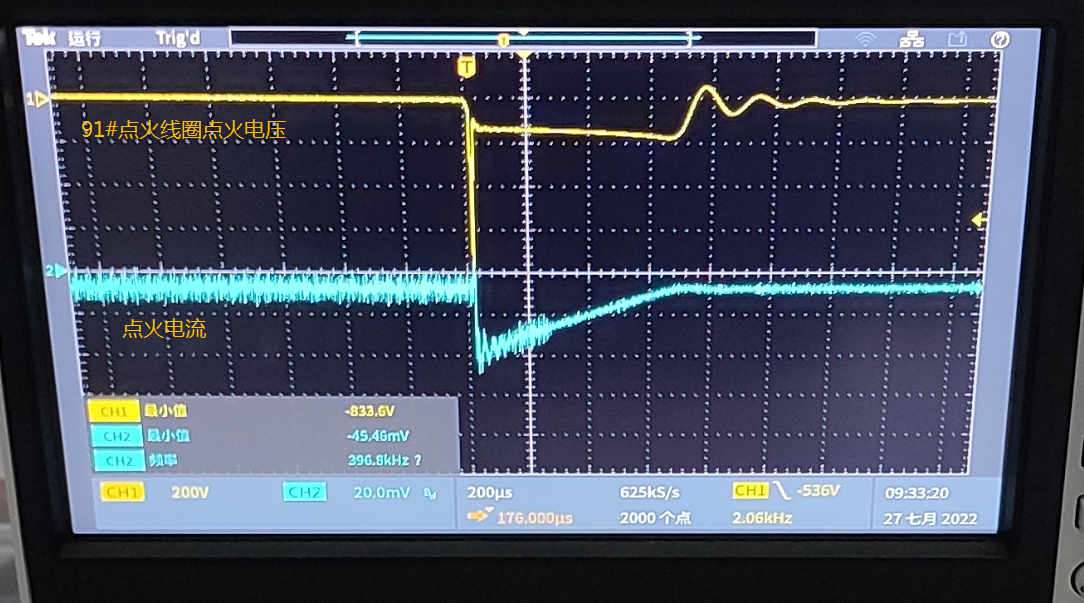 Tek 运行 Trig'd
T
T
1
91#点火线圈点火电压
2
点火电流
CH1 最小值 -833.6V
CH2 最小值 -45.46mV
CH2 频率 396.8kHz ?
CH1 200V CH2 20.0mV 200µs 625kS/s CH1 -536V 09:33:20
176.000µs 2000 个点 2.06kHz 27 七月 2022